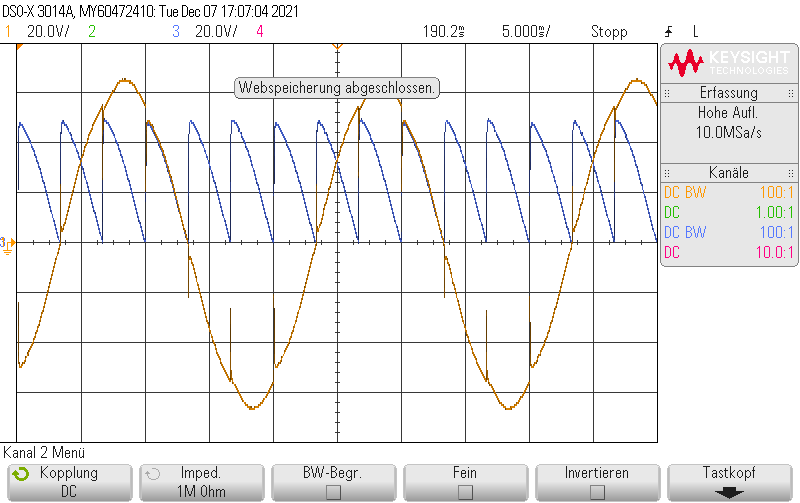 DSO-X 3014A, MY60472410: Tue Dec 07 17:07:04 2021
1 20.0V/ 2 3 20.0V/ 4 190.2s 5.000s/ Stopp L
Webspeicherung abgeschlossen.
KEYSIGHT
TECHNOLOGIES
Erfassung
Hohe Aufl.
10.0MSa/s
Kanäle
DC BW 100:1
DC 1.00:1
DC BW 100:1
DC 10.0:1
3
Kanal 2 Menü
Kopplung
DC
Imped.
1M Ohm
BW-Begr.
Fein
Invertieren
Tastkopf